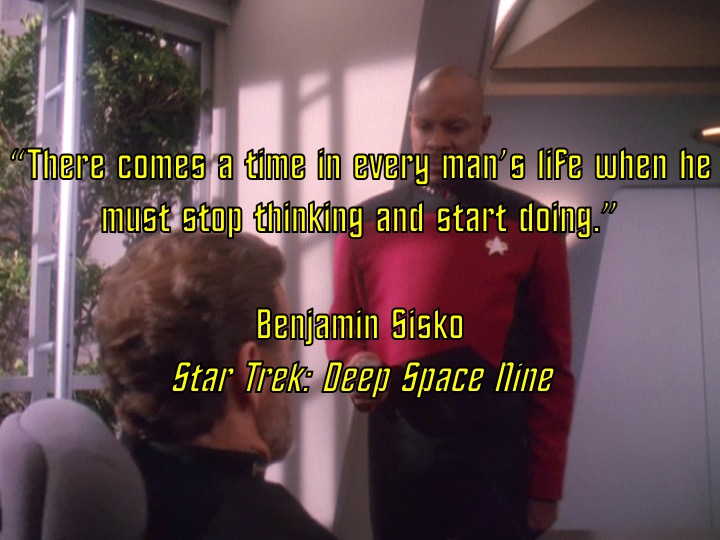 “There comes a time in every man’s life when he
must stop thinking and start doing.”
Benjamin Sisko
Star Trek: Deep Space Nine